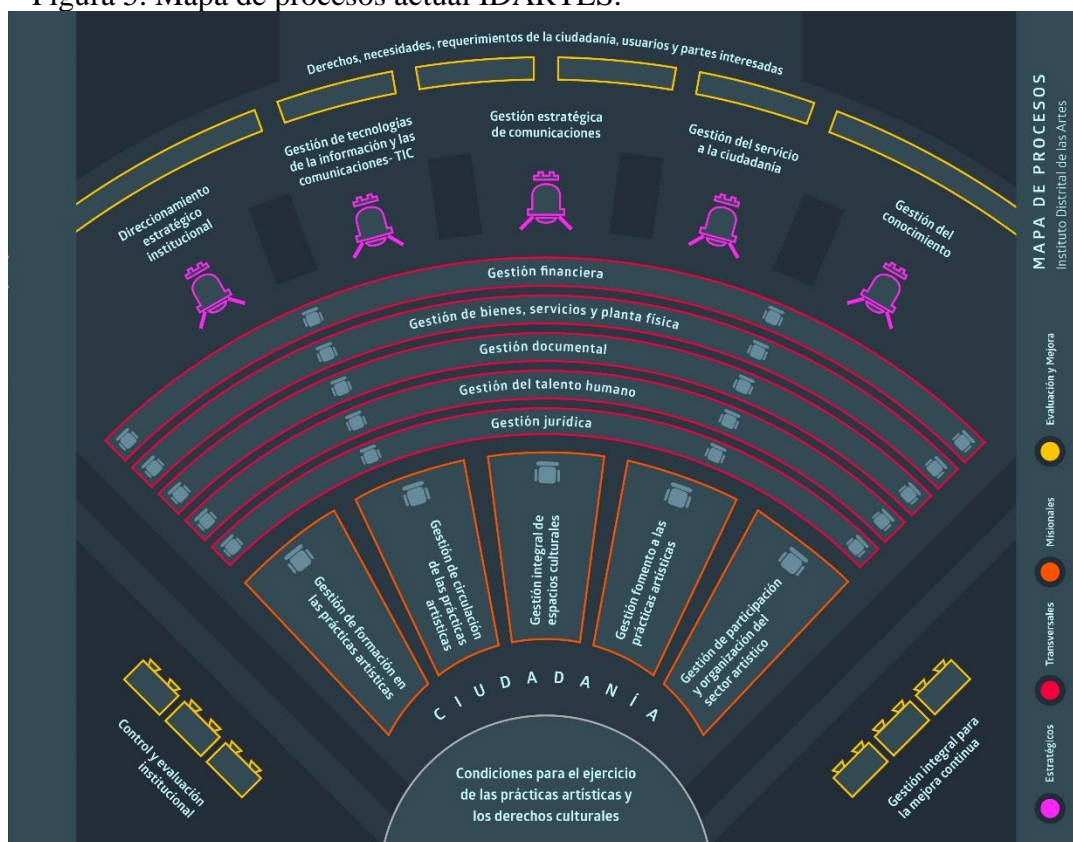 Figura 5. Mapa de procesos actual IDARTES.
Derechos, necesidades, requerimientos de la ciudadanía, usuarios y partes interesadas
Direccionamiento
estratégico
institucional
Gestión de tecnologías
de la información y las
comunicaciones- TIC
Gestión estratégica
de comunicaciones
Gestión del servicio
a la ciudadanía
Gestión del
conocimiento
Gestión financiera
Gestión de bienes, servicios y planta física
Gestión documental
Gestión del talento humano
Gestión jurídica
Gestión de formación en
las prácticas artísticas
Gestión de circulación
de las prácticas
artísticas
Gestión integral de
espacios culturales
Gestión fomento a las
prácticas artísticas
Gestión de participación
y organización del
sector artístico
CIUDADANÍA
Condiciones para el ejercicio
de las prácticas artísticas y
los derechos culturales
Control y evaluación
institucional
Gestión integral para
la mejora continua
MAPA DE PROCESOS
Instituto Distrital de las Artes
Evaluación y Mejora
Misionales
Transversales
Estratégicos